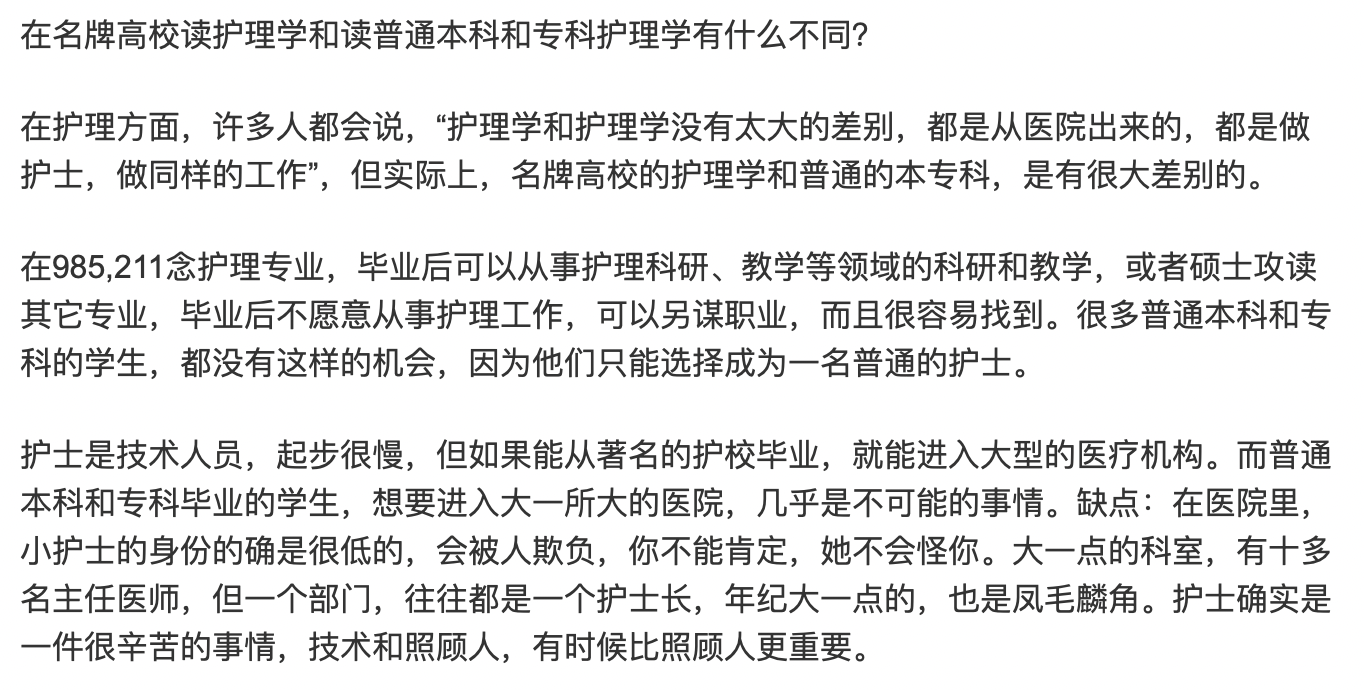 在名牌高校读护理学和读普通本科和专科护理学有什么不同?
在护理方面，许多人都会说，“护理学和护理学没有太大的差别，都是从医院出来的，都是做
护士，做同样的工作”，但实际上，名牌高校的护理学和普通的本专科，是有很大差别的。
在985,211念护理专业，毕业后可以从事护理科研、教学等领域的科研和教学，或者硕士攻读
其它专业，毕业后不愿意从事护理工作，可以另谋职业，而且很容易找到。很多普通本科和专
科的学生，都没有这样的机会，因为他们只能选择成为一名普通的护士。
护士是技术人员，起步很慢，但如果能从著名的护校毕业，就能进入大型的医疗机构。而普通
本科和专科毕业的学生，想要进入大一所大的医院，几乎是不可能的事情。缺点：在医院里，
小护士的身份的确是很低的，会被人欺负，你不能肯定，她不会怪你。大一点的科室，有十多
名主任医师，但一个部门，往往都是一个护士长，年纪大一点的，也是凤毛麟角。护士确实是
一件很辛苦的事情，技术和照顾人，有时候比照顾人更重要。